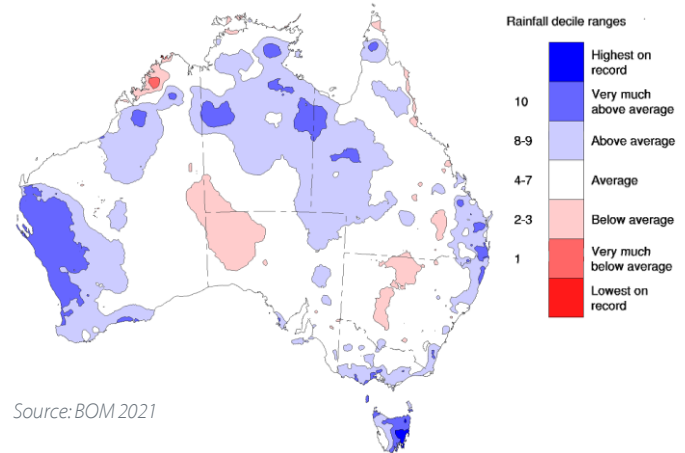 Rainfall decile ranges
Highest on
record
10
Very much
above average
8-9
Above average
4-7
Average
2-3
Below average
1
Very much
below average
Lowest on
record
Source: BOM 2021